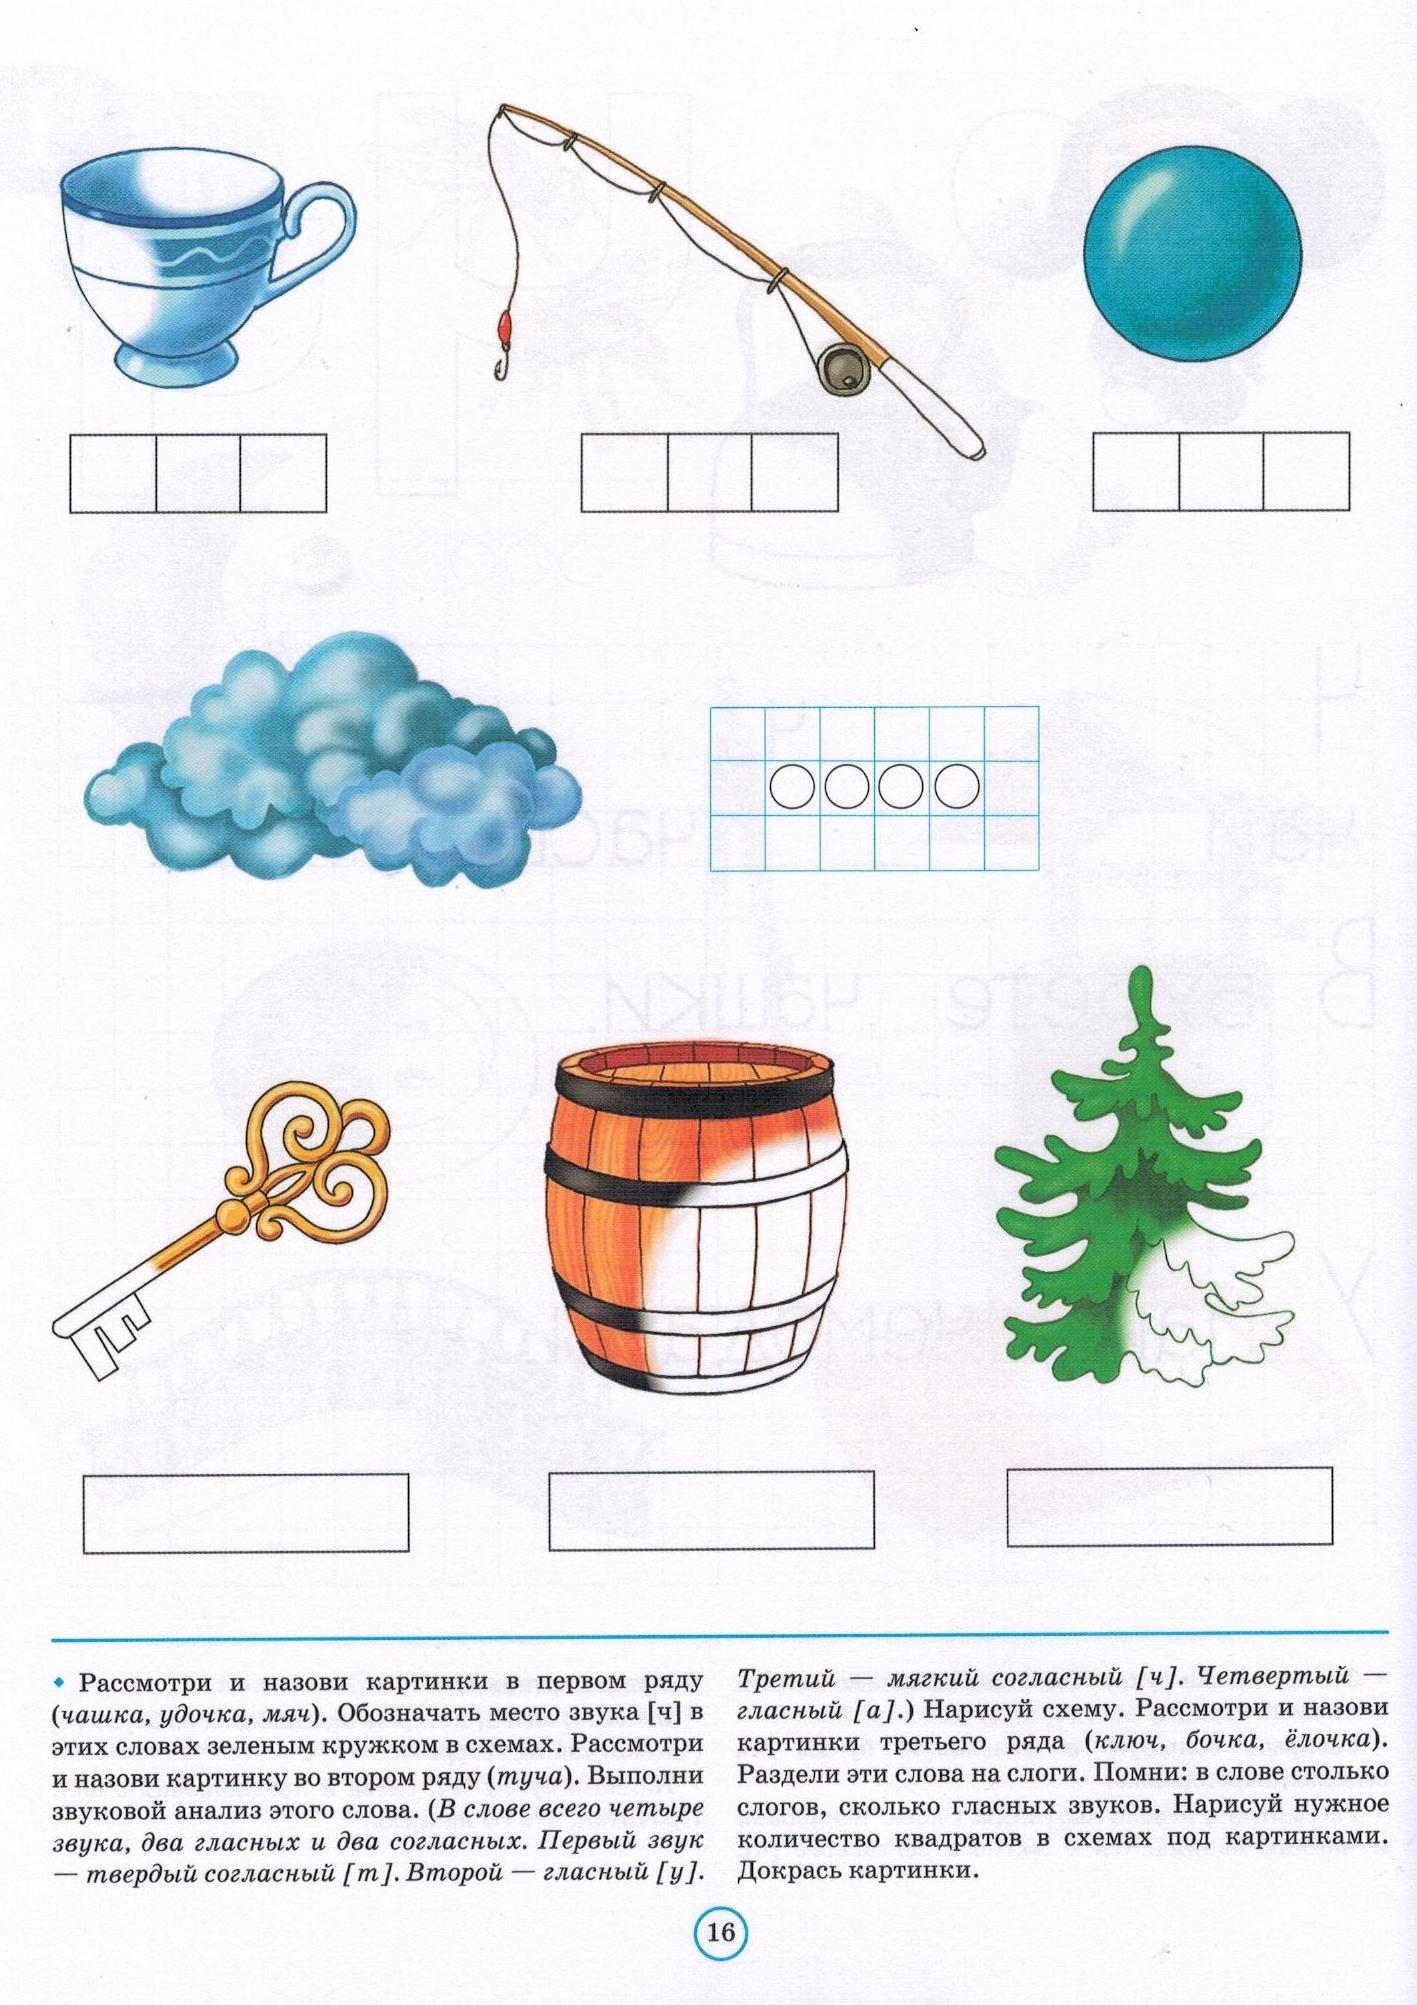 • Рассмотри и назови картинки в первом ряду
(чашка, удочка, мяч). Обозначать место звука [ч] в
этих словах зеленым кружком в схемах. Рассмотри
и назови картинку во втором ряду (туча). Выполни
звуковой анализ этого слова. (В слове всего четыре
звука, два гласных и два согласных. Первый звук
— твердый согласный [т]. Второй — гласный [у].
Третий — мягкий согласный [ч]. Четвертый —
гласный [а].) Нарисуй схему. Рассмотри и назови
картинки третьего ряда (ключ, бочка, ёлочка).
Раздели эти слова на слоги. Помни: в слове столько
слогов, сколько гласных звуков. Нарисуй нужное
количество квадратов в схемах под картинками.
Докрась картинки.
16